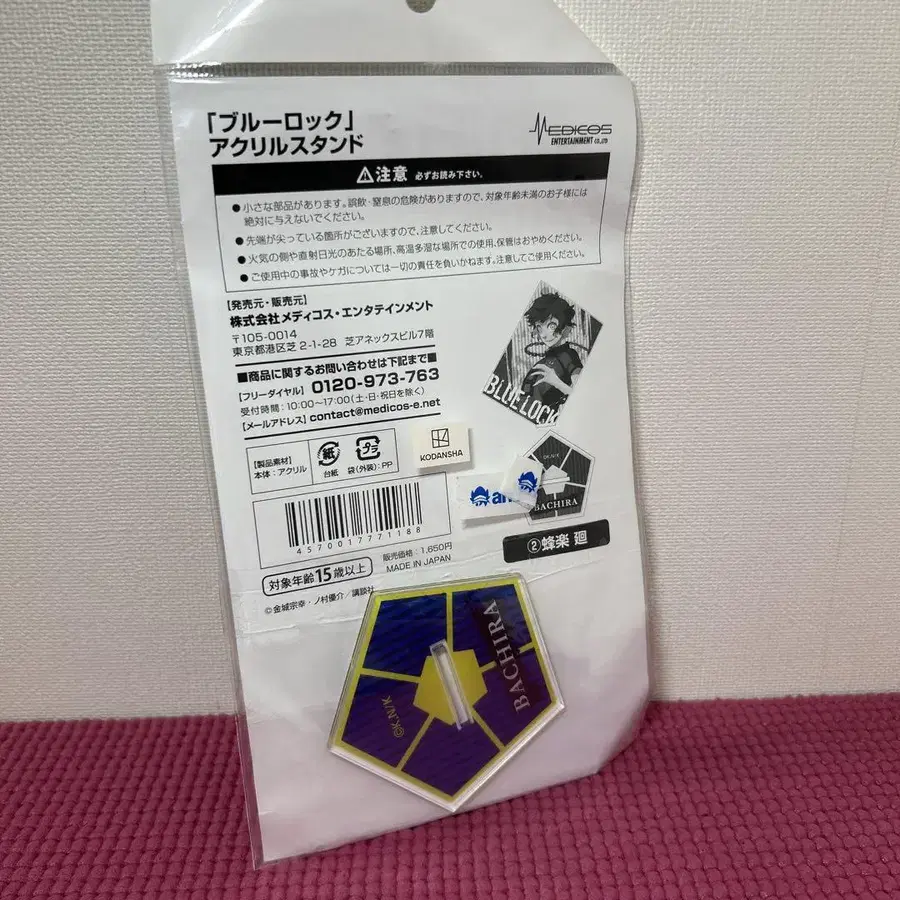 「ブルーロック」
アクリルスタンド
MEDICOS
ENTERTAINMENT CO.,LTD
注意 必ずお読み下さい。
●小さな部品があります。誤飲・窒息の危険がありますので、対象年齢未満のお子様には
絶対に与えないでください。
●先端が尖っている箇所がございますので、注意してください。
●火気の側や直射日光のあたる場所、高温多湿な場所での使用、保管はおやめください。
●ご使用中の事故やケガについては一切の責任を負いかねます。注意してご使用ください。
【発売元・販売元】
株式会社メディコス・エンタテインメント
〒105-0014
東京都港区芝2-1-28 芝アネックスビル7階
■商品に関するお問い合わせは下記まで■
[フリーダイヤル] 0120-973-763
受付時間:10:00~17:00(土・日・祝日を除く)
[メールアドレス] contact@medicos-e.net
BLUELOCK
[製品素材]
本体:アクリル
紙
台紙
プラ
袋(外装):PP
KODANSHA
©K.N/K
BACHIRA
4570017771188
販売価格:1,650円
MADE IN JAPAN
②蜂楽 廻
対象年齢15歳以上
©金城宗幸・ノ村優介/講談社
BACHIRA
©K.N/K